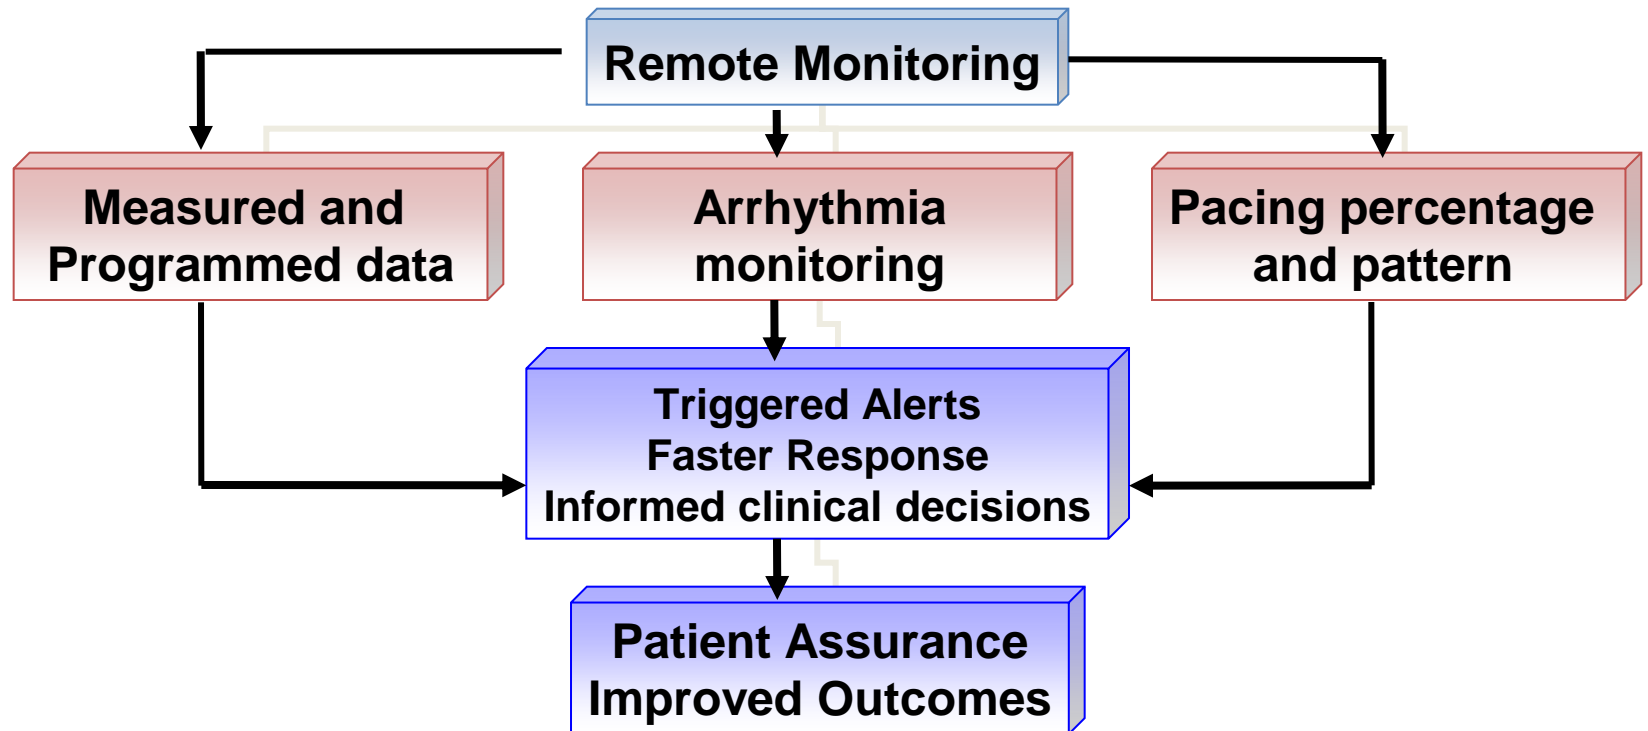 Remote Monitoring
Measured and
Programmed data
Arrhythmia
monitoring
Pacing percentage
and pattern
Triggered Alerts
Faster Response
Informed clinical decisions
Patient Assurance
Improved Outcomes